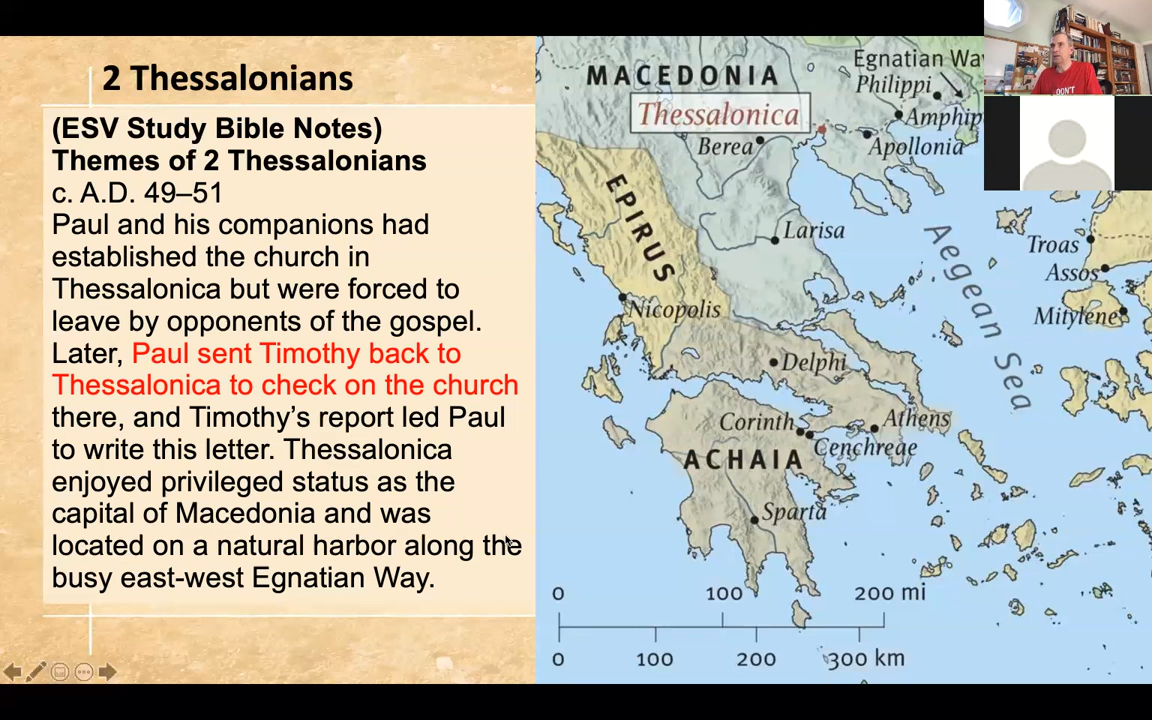 2 Thessalonians
(ESV Study Bible Notes)
Themes of 2 Thessalonians
c. A.D. 49–51
Paul and his companions had
established the church in
Thessalonica but were forced to
leave by opponents of the gospel.
Later, Paul sent Timothy back to
Thessalonica to check on the church
there, and Timothy's report led Paul
to write this letter. Thessalonica
enjoyed privileged status as the
capital of Macedonia and was
located on a natural harbor along the
busy east-west Egnatian Way.
MACEDONIA
Egnatian Way
Philippi
Thessalonica
Amphip
Berea
Apollonia
EPIRUS
Larisa
Aegean Sea
Troas
Assos
Mitylene
Nicopolis
Delphi
Corinth
Athens
Cenchreae
ACHAIA
Sparta
0 100 200 mi
0 100 200 300 km
DON'T